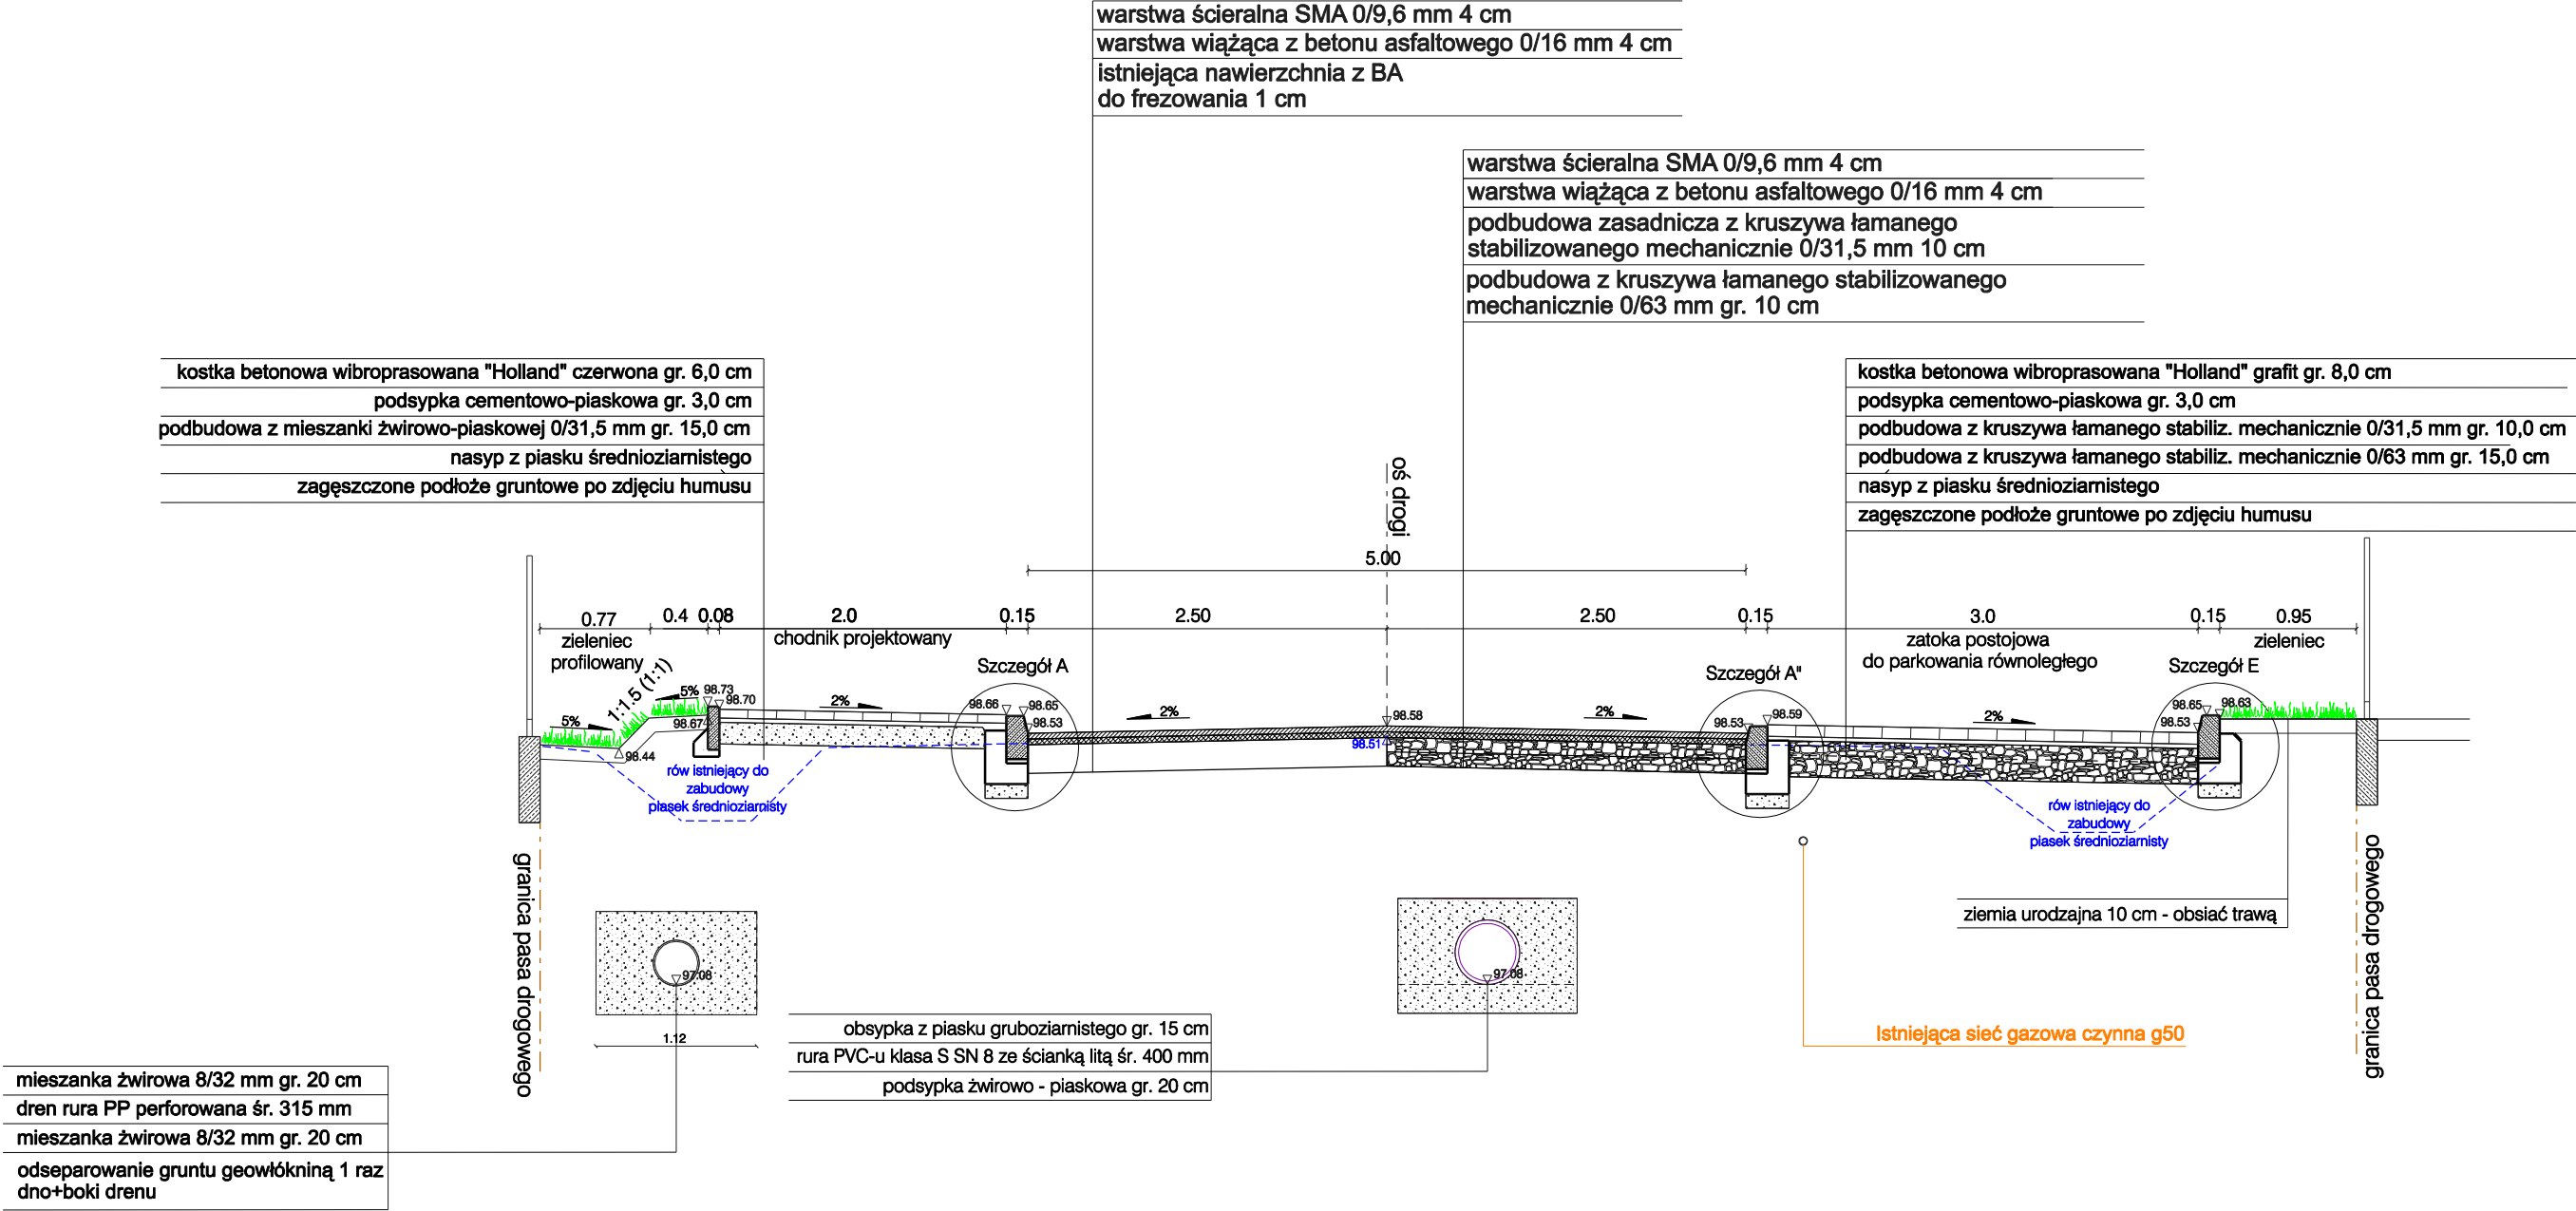 warstwa ścieralna SMA 0/9,6 mm 4 cm
warstwa wiążąca z betonu asfaltowego 0/16 mm 4 cm
istniejąca nawierzchnia z BA
do frezowania 1 cm
warstwa ścieralna SMA 0/9,6 mm 4 cm
warstwa wiążąca z betonu asfaltowego 0/16 mm 4 cm
podbudowa zasadnicza z kruszywa łamanego
stabilizowanego mechanicznie 0/31,5 mm 10 cm
podbudowa z kruszywa łamanego stabilizowanego
mechanicznie 0/63 mm gr. 10 cm
kostka betonowa wibroprasowana "Holland" czerwona gr. 6,0 cm
podsypka cementowo-piaskowa gr. 3,0 cm
podbudowa z mieszanki żwirowo-piaskowej 0/31,5 mm gr. 15,0 cm
nasyp z piasku średnioziarnistego
zagęszczone podłoże gruntowe po zdjęciu humusu
kostka betonowa wibroprasowana "Holland" grafit gr. 8,0 cm
podsypka cementowo-piaskowa gr. 3,0 cm
podbudowa z kruszywa łamanego stabiliz. mechanicznie 0/31,5 mm gr. 10,0 cm
podbudowa z kruszywa łamanego stabiliz. mechanicznie 0/63 mm gr. 15,0 cm
nasyp z piasku średnioziarnistego
zagęszczone podłoże gruntowe po zdjęciu humusu
oś drogi
5.00
0.77 0.4 0.08 2.0 0.15 2.50 2.50 0.15 3.0 0.15 0.95
zieleniec
profilowany
chodnik projektowany
zatoka postojowa
do parkowania równoległego
zieleniec
Szczegół A
Szczegół A"
Szczegół E
1:1.5 (1:1)
5% 98.73
98.70
2%
98.66 98.65
98.53
2%
98.58
2%
98.53 98.59
2%
98.65 98.63
98.53
5%
98.67
98.44
98.51
rów istniejący do
zabudowy
piasek średnioziarnisty
rów istniejący do
zabudowy
piasek średnioziarnisty
granica pasa drogowego
granica pasa drogowego
97.08
1.12
97.08
ziemia urodzajna 10 cm - obsiać trawą
obsypka z piasku gruboziarnistego gr. 15 cm
rura PVC-u klasa S SN 8 ze ścianką litą śr. 400 mm
podsypka żwirowo - piaskowa gr. 20 cm
Istniejąca sieć gazowa czynna g50
mieszanka żwirowa 8/32 mm gr. 20 cm
dren rura PP perforowana śr. 315 mm
mieszanka żwirowa 8/32 mm gr. 20 cm
odseparowanie gruntu geowłókniną 1 raz
dno+boki drenu